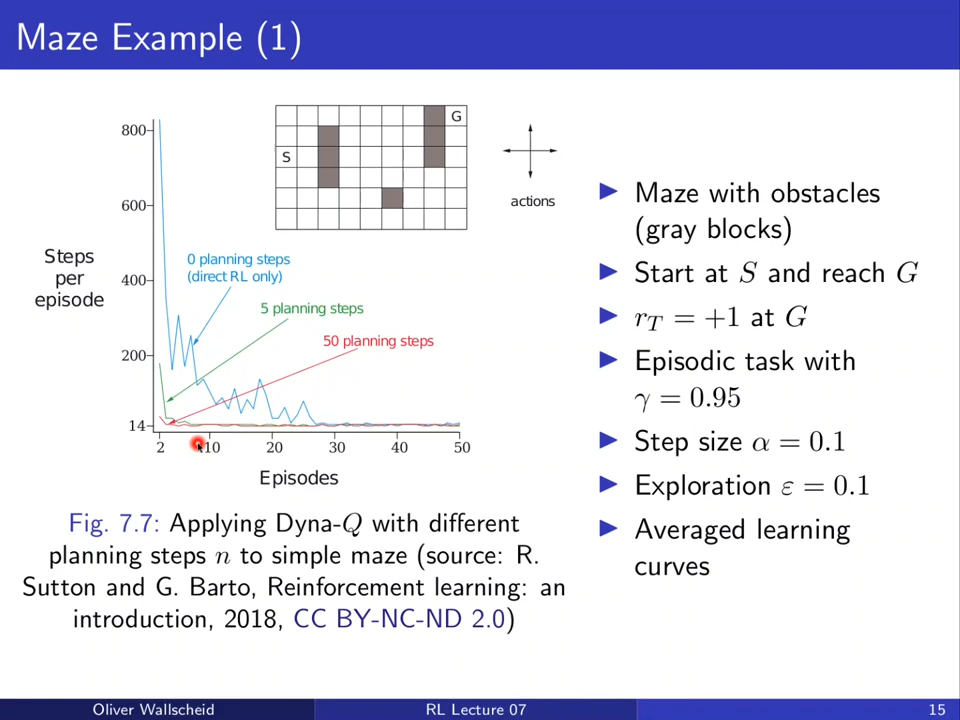 Maze Example (1)
800
600
400
200
14
Steps
per
episode
2
10
20
30
40
50
Episodes
0 planning steps
(direct RL only)
5 planning steps
50 planning steps
S
G
actions
Fig. 7.7: Applying Dyna-Q with different
planning steps n to simple maze (source: R.
Sutton and G. Barto, Reinforcement learning: an
introduction, 2018, CC BY-NC-ND 2.0)
Maze with obstacles
(gray blocks)
Start at S and reach G
r_T = +1 at G
Episodic task with
γ = 0.95
Step size α = 0.1
Exploration ε = 0.1
Averaged learning
curves
Oliver Wallscheid
RL Lecture 07
15